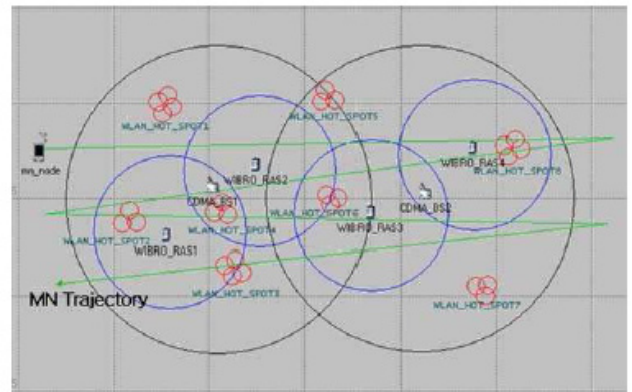 WLAN_HOT_SPOT1
WLAN_HOT_SPOT5
mn_node
WIBRO_RAS2
WIBRO_RAS4
WLAN_HOT_SPOT8
CDMA_BS1
WLAN_HOT_SPOT6
CDMA_BS2
WLAN_HOT_SPOT2
WLAN_HOT_SPOT4
WIBRO_RAS3
WIBRO_RAS1
WLAN_HOT_SPOT3
MN Trajectory
WLAN_HOT_SPOT7